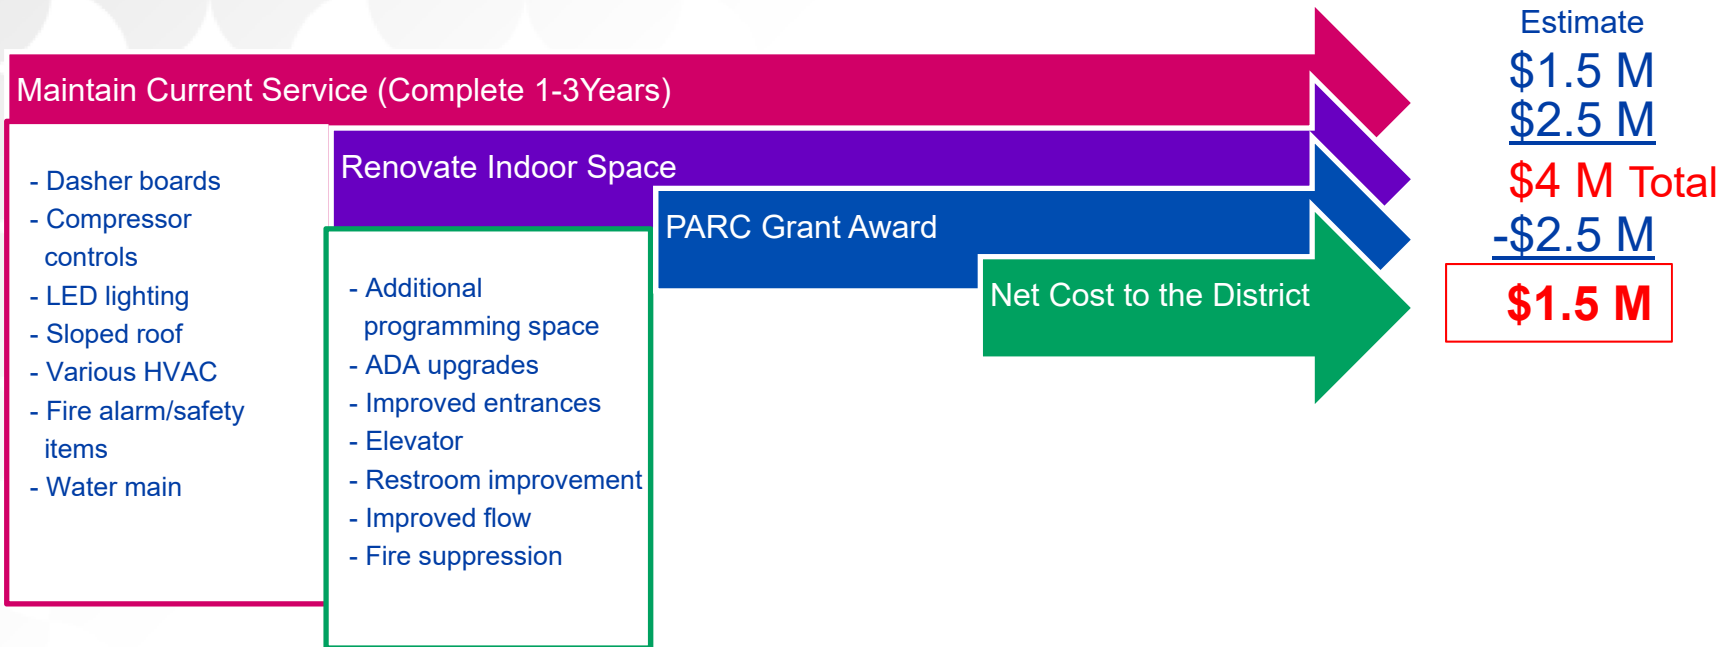 Estimate
Maintain Current Service (Complete 1-3Years)
$1.5 M
$2.5 M
Renovate Indoor Space
$4 M Total
PARC Grant Award
-$2.5 M
Net Cost to the District
$1.5 M
- Dasher boards
- Compressor
controls
- LED lighting
- Sloped roof
- Various HVAC
- Fire alarm/safety
items
- Water main
- Additional
programming space
- ADA upgrades
- Improved entrances
- Elevator
- Restroom improvement
- Improved flow
- Fire suppression